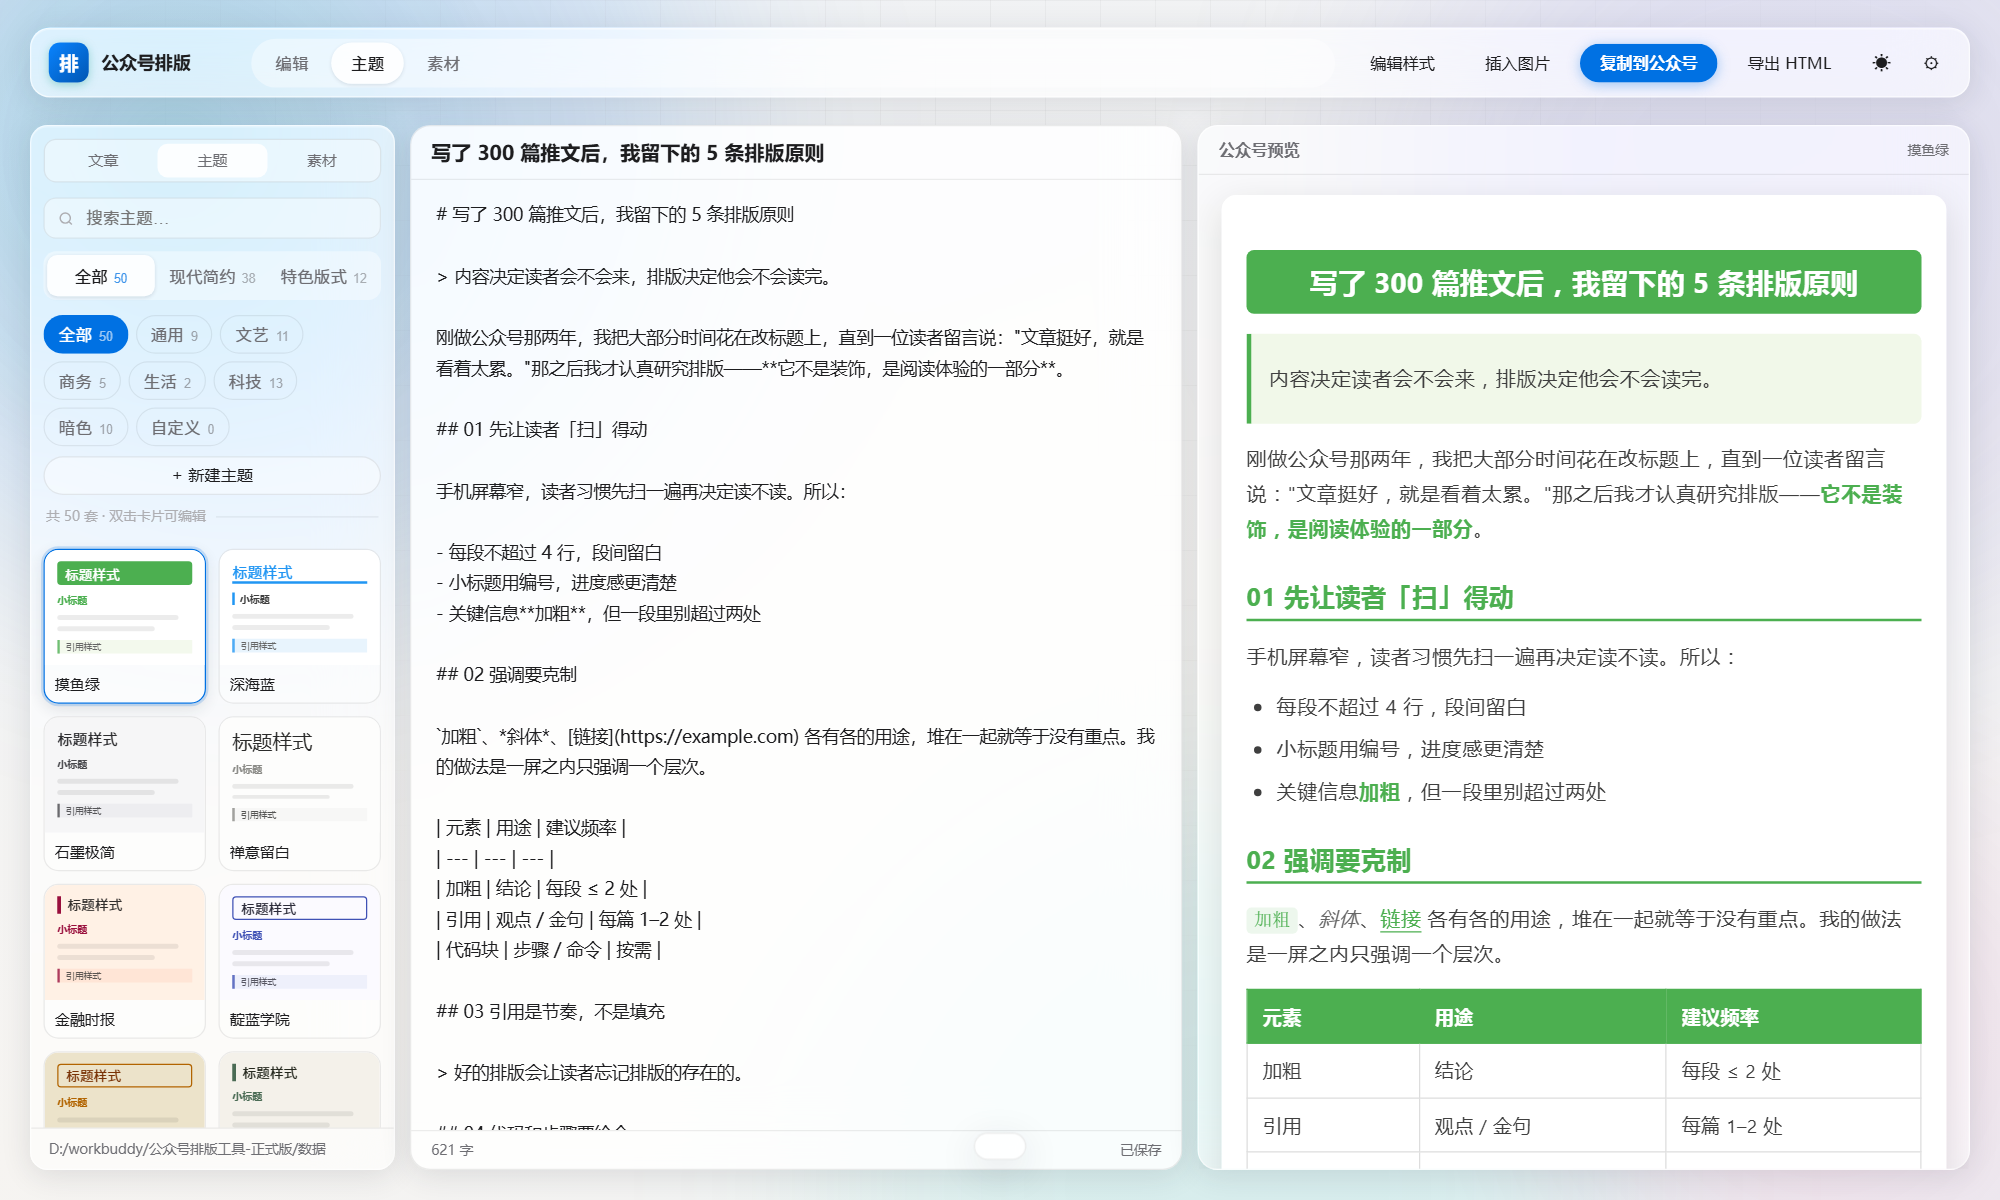 排 公众号排版 编辑 主题 素材 编辑样式 插入图片 复制到公众号 导出 HTML
文章 主题 素材
搜索主题...
全部 50 现代简约 38 特色版式 12
全部 50 通用 9 文艺 11
商务 5 生活 2 科技 13
暗色 10 自定义 0
+ 新建主题
共 50 套 · 双击卡片可编辑
标题样式
小标题
引用样式
摸鱼绿
标题样式
小标题
引用样式
深海蓝
标题样式
小标题
引用样式
石墨极简
标题样式
小标题
引用样式
禅意留白
标题样式
小标题
引用样式
金融时报
标题样式
小标题
引用样式
靛蓝学院
标题样式
小标题
标题样式
小标题
D:/workbuddy/公众号排版工具-正式版/数据
写了 300 篇推文后，我留下的 5 条排版原则
# 写了 300 篇推文后，我留下的 5 条排版原则
> 内容决定读者会不会来，排版决定他会不会读完。
刚做公众号那两年，我把大部分时间花在改标题上，直到一位读者留言说："文章挺好，就是
看着太累。"那之后我才认真研究排版——**它不是装饰，是阅读体验的一部分**。
## 01 先让读者「扫」得动
手机屏幕窄，读者习惯先扫一遍再决定读不读。所以：
- 每段不超过 4 行，段间留白
- 小标题用编号，进度感更清楚
- 关键信息**加粗**，但一段里别超过两处
## 02 强调要克制
`加粗`、*斜体*、[链接](https://example.com) 各有各的用途，堆在一起就等于没有重点。我
的做法是一屏之内只强调一个层次。
| 元素 | 用途 | 建议频率 |
| --- | --- | --- |
| 加粗 | 结论 | 每段 ≤ 2 处 |
| 引用 | 观点 / 金句 | 每篇 1–2 处 |
| 代码块 | 步骤 / 命令 | 按需 |
## 03 引用是节奏，不是填充
> 好的排版会让读者忘记排版的存在的。
621 字 已保存
公众号预览 摸鱼绿
写了 300 篇推文后，我留下的 5 条排版原则
内容决定读者会不会来，排版决定他会不会读完。
刚做公众号那两年，我把大部分时间花在改标题上，直到一位读者留言
说："文章挺好，就是看着太累。"那之后我才认真研究排版——它不是装
饰，是阅读体验的一部分。
01 先让读者「扫」得动
手机屏幕窄，读者习惯先扫一遍再决定读不读。所以：
• 每段不超过 4 行，段间留白
• 小标题用编号，进度感更清楚
• 关键信息加粗，但一段里别超过两处
02 强调要克制
加粗、斜体、链接 各有各的用途，堆在一起就等于没有重点。我的做法
是一屏之内只强调一个层次。
元素 用途 建议频率
加粗 结论 每段 ≤ 2 处
引用 观点 / 金句 每篇 1–2 处